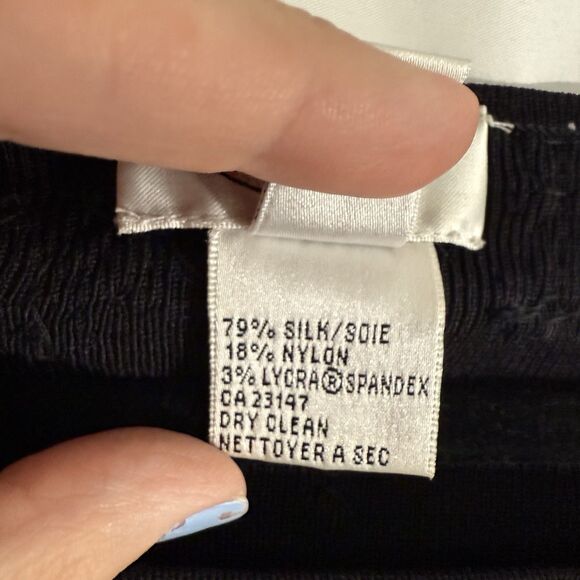 79% SILK/SOIE
18% NYLON
3% LYCRA®SPANDEX
CA 23147
DRY CLEAN
NETTOYER A SEC